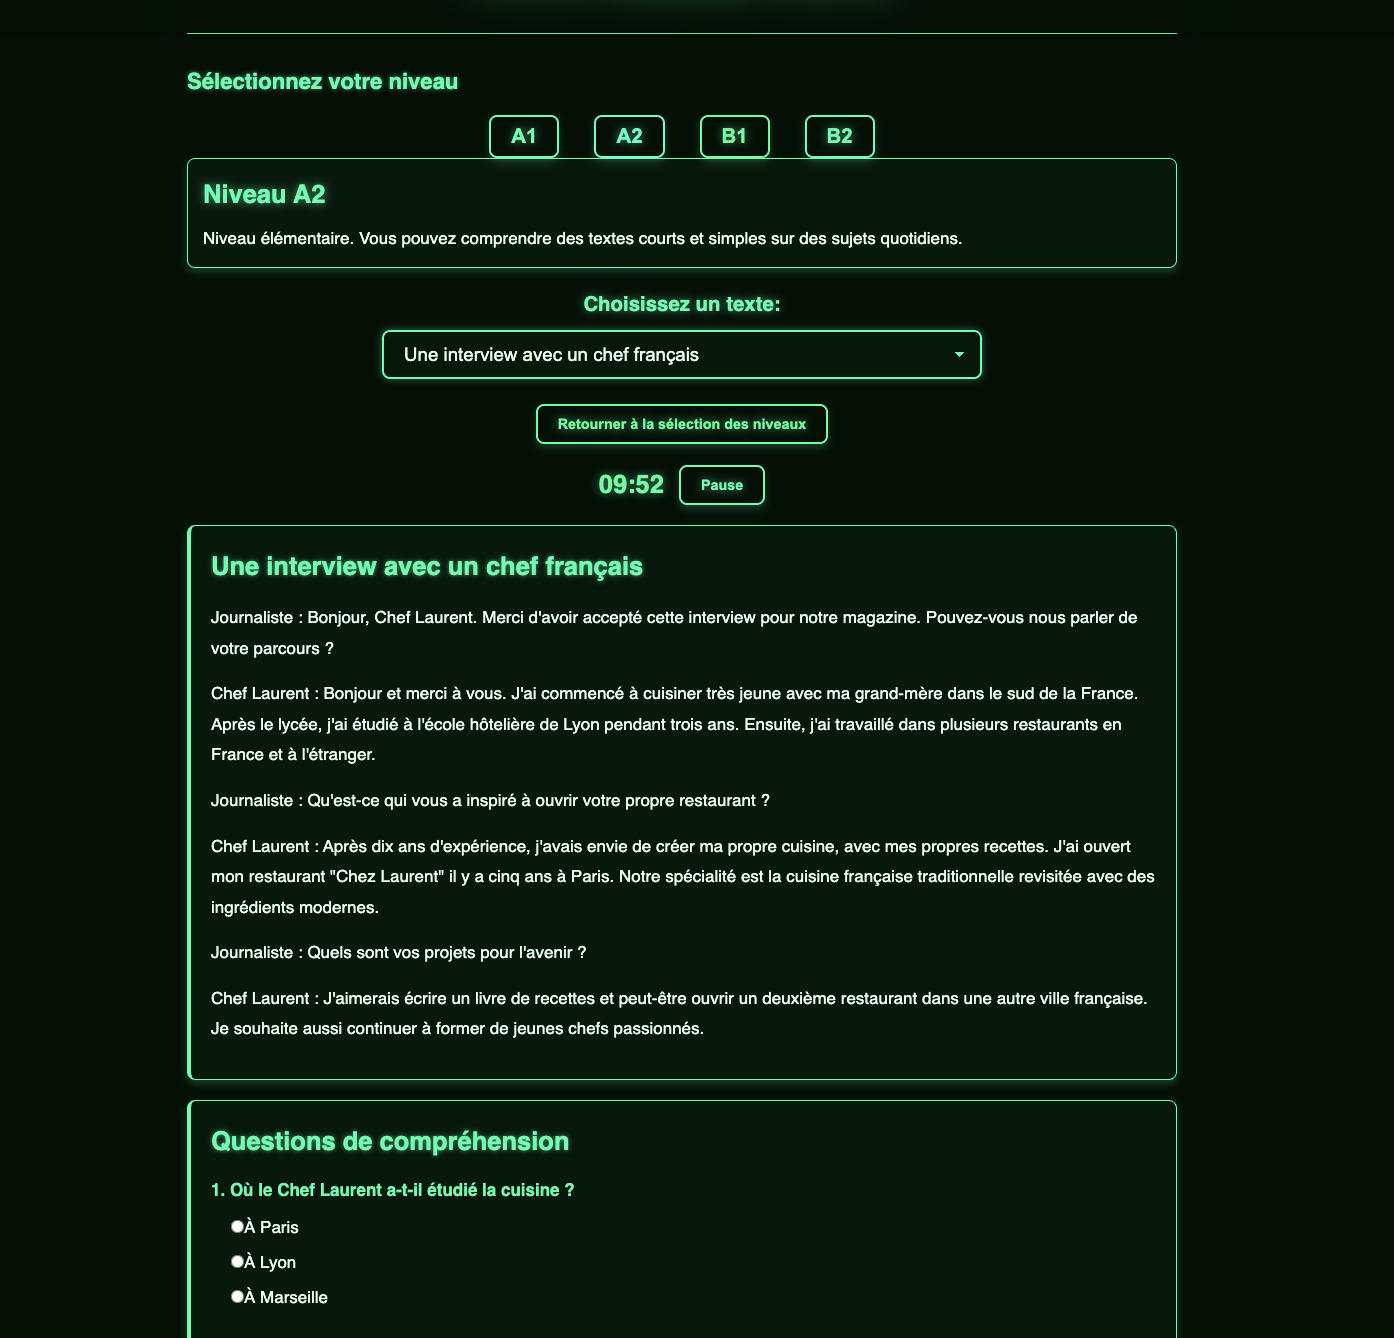 Sélectionnez votre niveau
A1 A2 B1 B2
Niveau A2
Niveau élémentaire. Vous pouvez comprendre des textes courts et simples sur des sujets quotidiens.
Choisissez un texte:
Une interview avec un chef français
Retourner à la sélection des niveaux
09:52 Pause
Une interview avec un chef français
Journaliste : Bonjour, Chef Laurent. Merci d'avoir accepté cette interview pour notre magazine. Pouvez-vous nous parler de
votre parcours ?
Chef Laurent : Bonjour et merci à vous. J'ai commencé à cuisiner très jeune avec ma grand-mère dans le sud de la France.
Après le lycée, j'ai étudié à l'école hôtelière de Lyon pendant trois ans. Ensuite, j'ai travaillé dans plusieurs restaurants en
France et à l'étranger.
Journaliste : Qu'est-ce qui vous a inspiré à ouvrir votre propre restaurant ?
Chef Laurent : Après dix ans d'expérience, j'avais envie de créer ma propre cuisine, avec mes propres recettes. J'ai ouvert
mon restaurant "Chez Laurent" il y a cinq ans à Paris. Notre spécialité est la cuisine française traditionnelle revisitée avec des
ingrédients modernes.
Journaliste : Quels sont vos projets pour l'avenir ?
Chef Laurent : J'aimerais écrire un livre de recettes et peut-être ouvrir un deuxième restaurant dans une autre ville française.
Je souhaite aussi continuer à former de jeunes chefs passionnés.
Questions de compréhension
1. Où le Chef Laurent a-t-il étudié la cuisine ?
À Paris
À Lyon
À Marseille